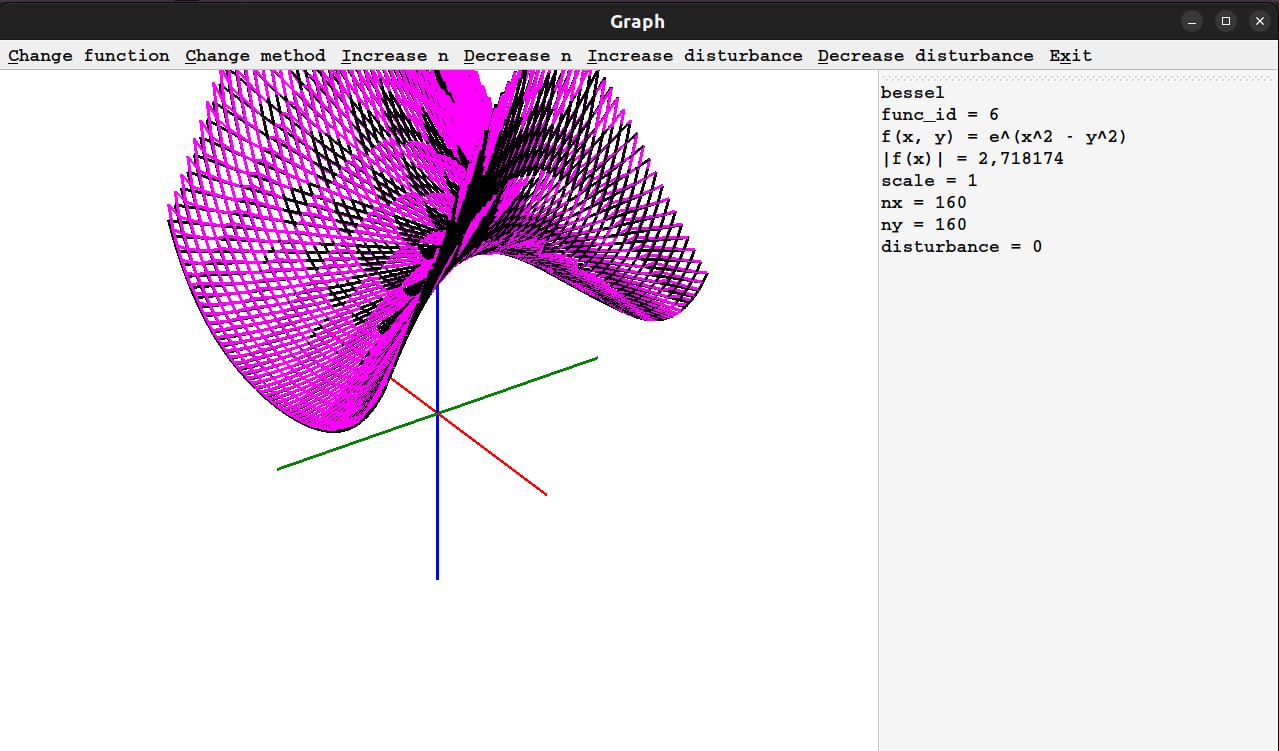 Graph
Change function Change method Increase n Decrease n Increase disturbance Decrease disturbance Exit
bessel
func_id = 6
f(x, y) = e^(x^2 - y^2)
|f(x)| = 2,718174
scale = 1
nx = 160
ny = 160
disturbance = 0